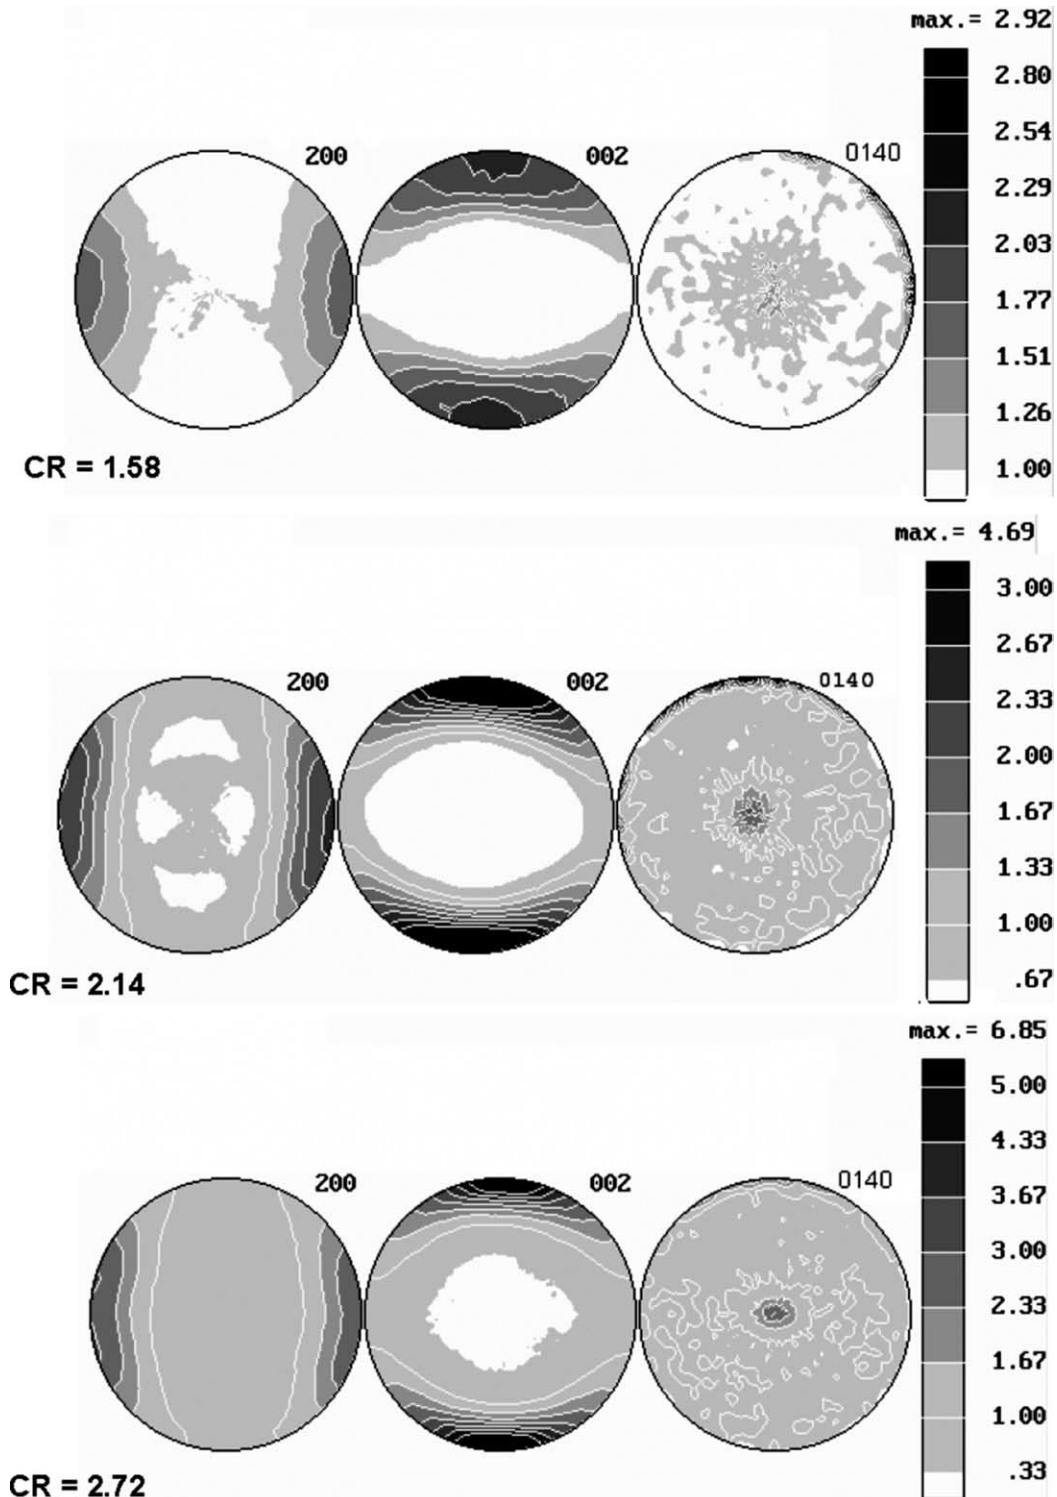 max.= 2.92
2.80
2.54
200 002 0140
2.29
2.03
1.77
1.51
1.26
1.00
CR = 1.58
max.= 4.69
3.00
2.67
200 002 0140
2.33
2.00
1.67
1.33
1.00
.67
CR = 2.14
max.= 6.85
5.00
4.33
200 002 0140
3.67
3.00
2.33
1.67
1.00
.33
CR = 2.72